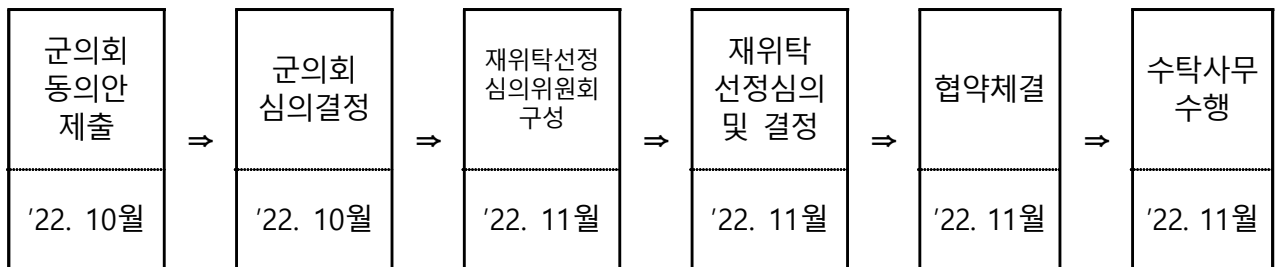 군의회
동의안
제출
⇒
군의회
심의결정
⇒
재위탁선정
심의위원회
구성
⇒
재위탁
선정심의
및 결정
⇒
협약체결
⇒
수탁사무
수행
'22. 10월
'22. 10월
'22. 11월
'22. 11월
'22. 11월
'22. 11월